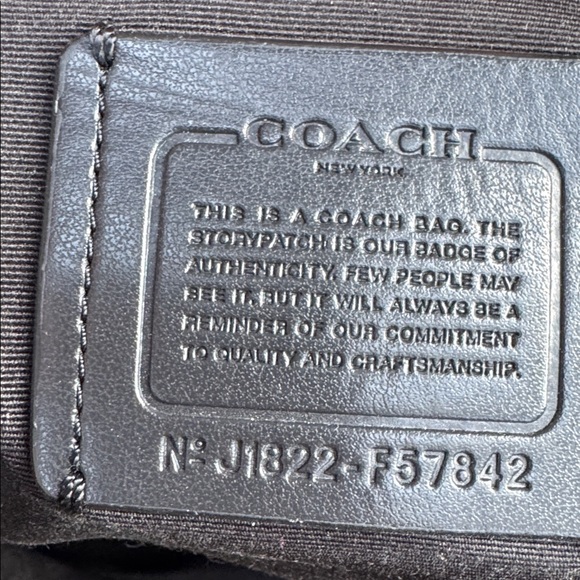 COACH
NEW YORK
THIS IS A COACH BAG. THE
STORYPATCH IS OUR BADGE OF
AUTHENTICITY. FEW PEOPLE MAY
SEE IT. BUT IT WILL ALWAYS BE A
REMINDER OF OUR COMMITMENT
TO QUALITY AND CRAFTSMANSHIP.
Nº J1822-F57842